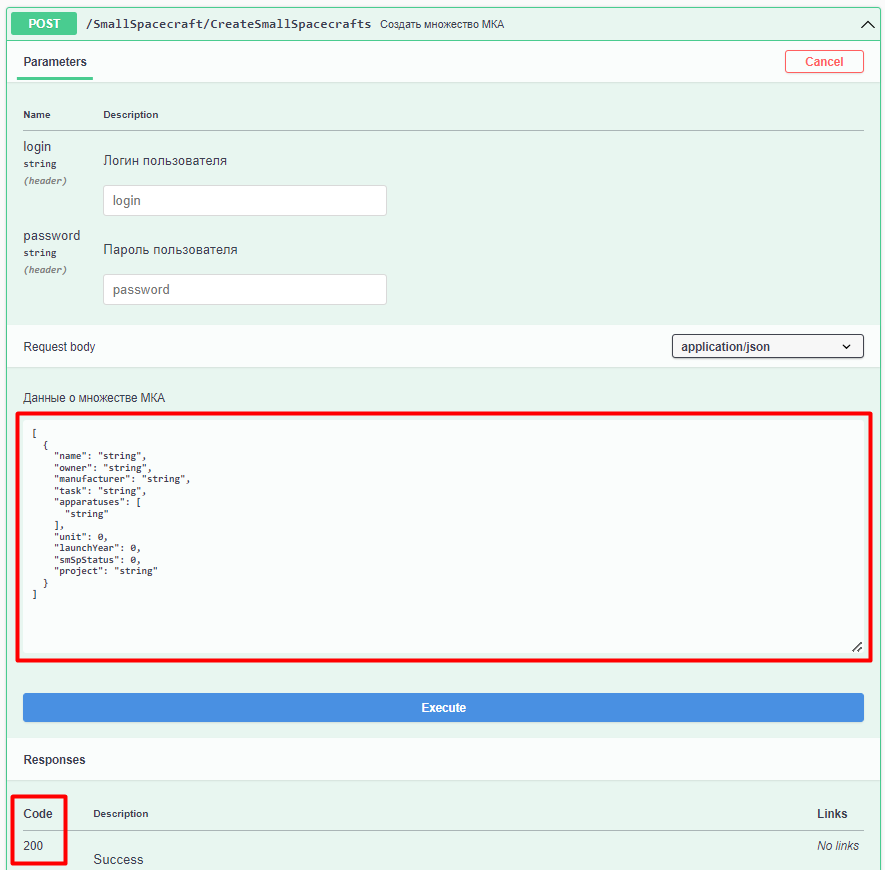 POST /SmallSpacecraft/CreateSmallSpacecrafts Создать множество МКА
Parameters
Cancel
Name Description
login
string
(header)
Логин пользователя
login
password
string
(header)
Пароль пользователя
password
Request body
application/json
Данные о множестве МКА
[
{
"name": "string",
"owner": "string",
"manufacturer": "string",
"task": "string",
"apparatuses": [
"string"
],
"unit": 0,
"launchYear": 0,
"smSpStatus": 0,
"project": "string"
}
]
Execute
Responses
Code Description Links
200 No links
Success